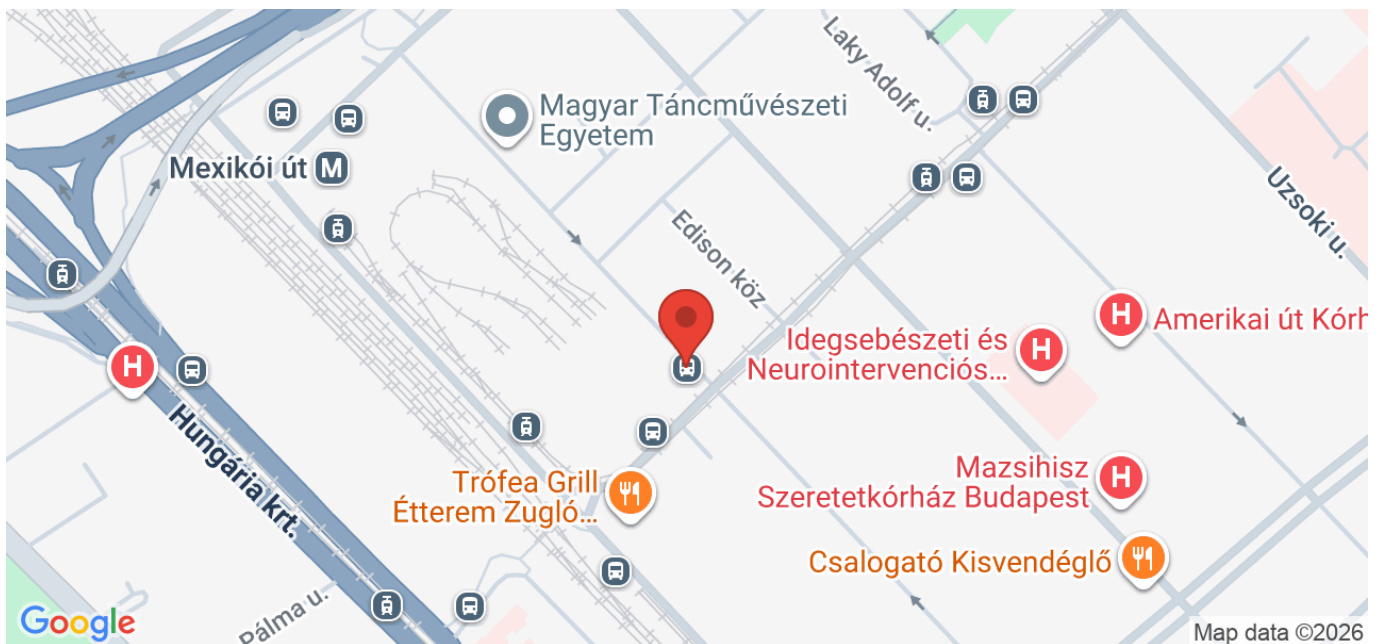 Laky Adolf u.
Magyar Táncművészeti
Egyetem
Mexikói út
M
Uzsoki u.
Edison köz
H
Amerikai út Kórh
Idegsebészeti és
Neurointervenciós...
H
H
Hungária krt.
Trófea Grill
Étterem Zugló...
Mazsihisz
Szeretetkórház Budapest
H
Csalogató Kisvendéglő
Pálma u.
Google
Map data ©2026